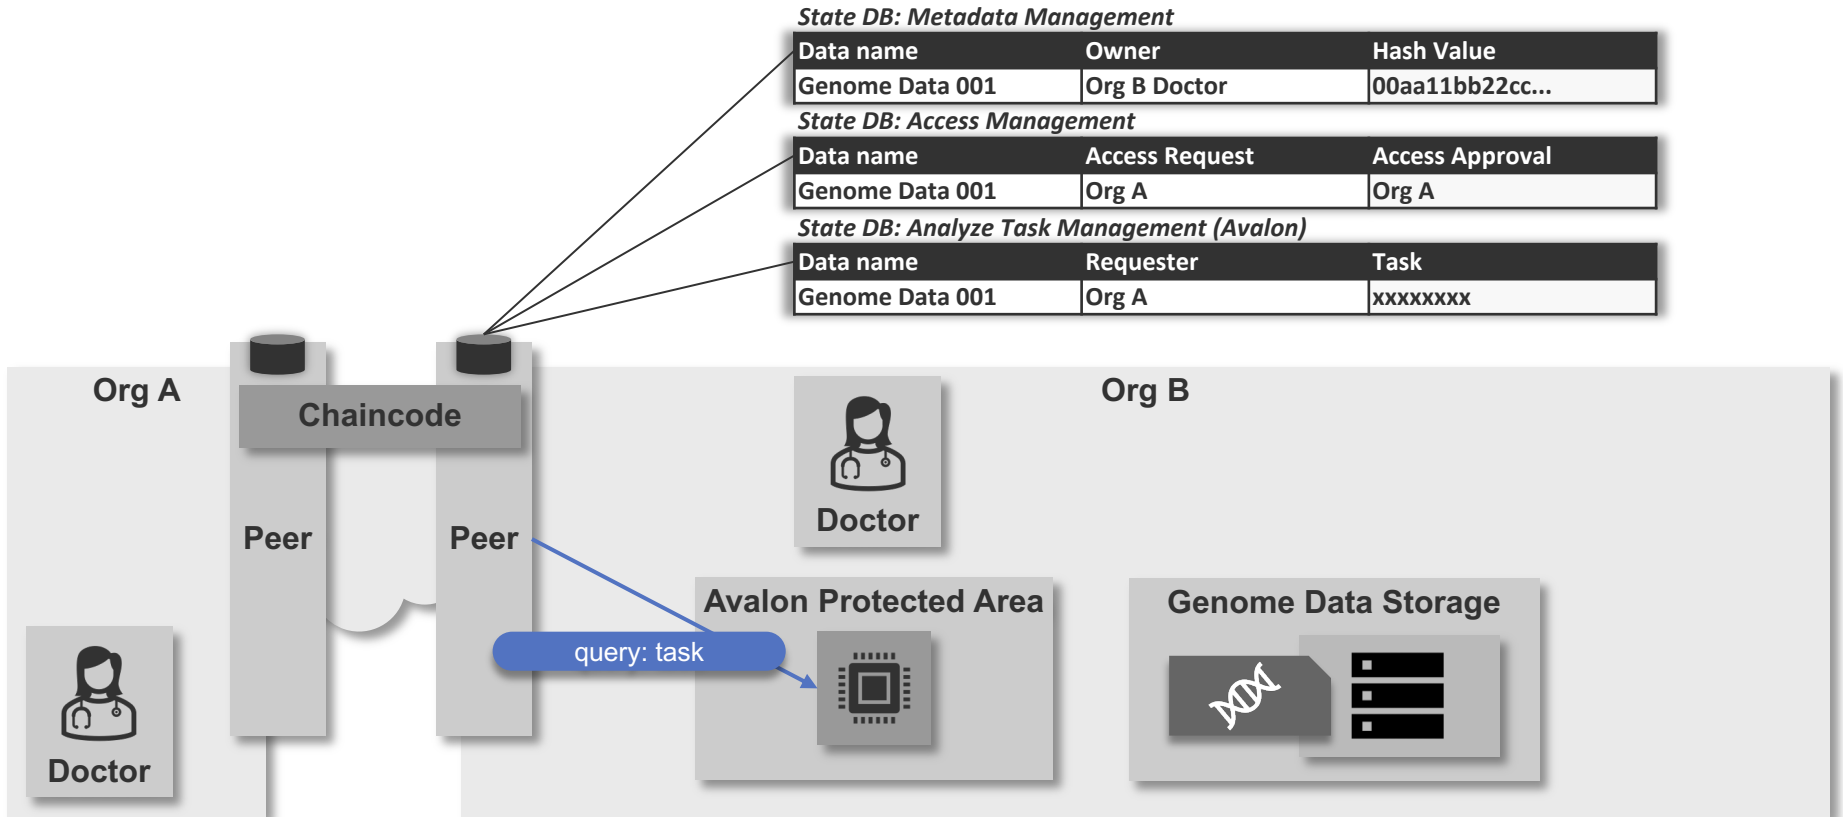 State DB: Metadata Management
Data name Owner Hash Value
Genome Data 001 Org B Doctor 00aa11bb22cc...
State DB: Access Management
Data name Access Request Access Approval
Genome Data 001 Org A Org A
State DB: Analyze Task Management (Avalon)
Data name Requester Task
Genome Data 001 Org A xxxxxxxx
Org A
Chaincode
Org B
Doctor
Peer
Peer
Avalon Protected Area
Genome Data Storage
query: task
Doctor